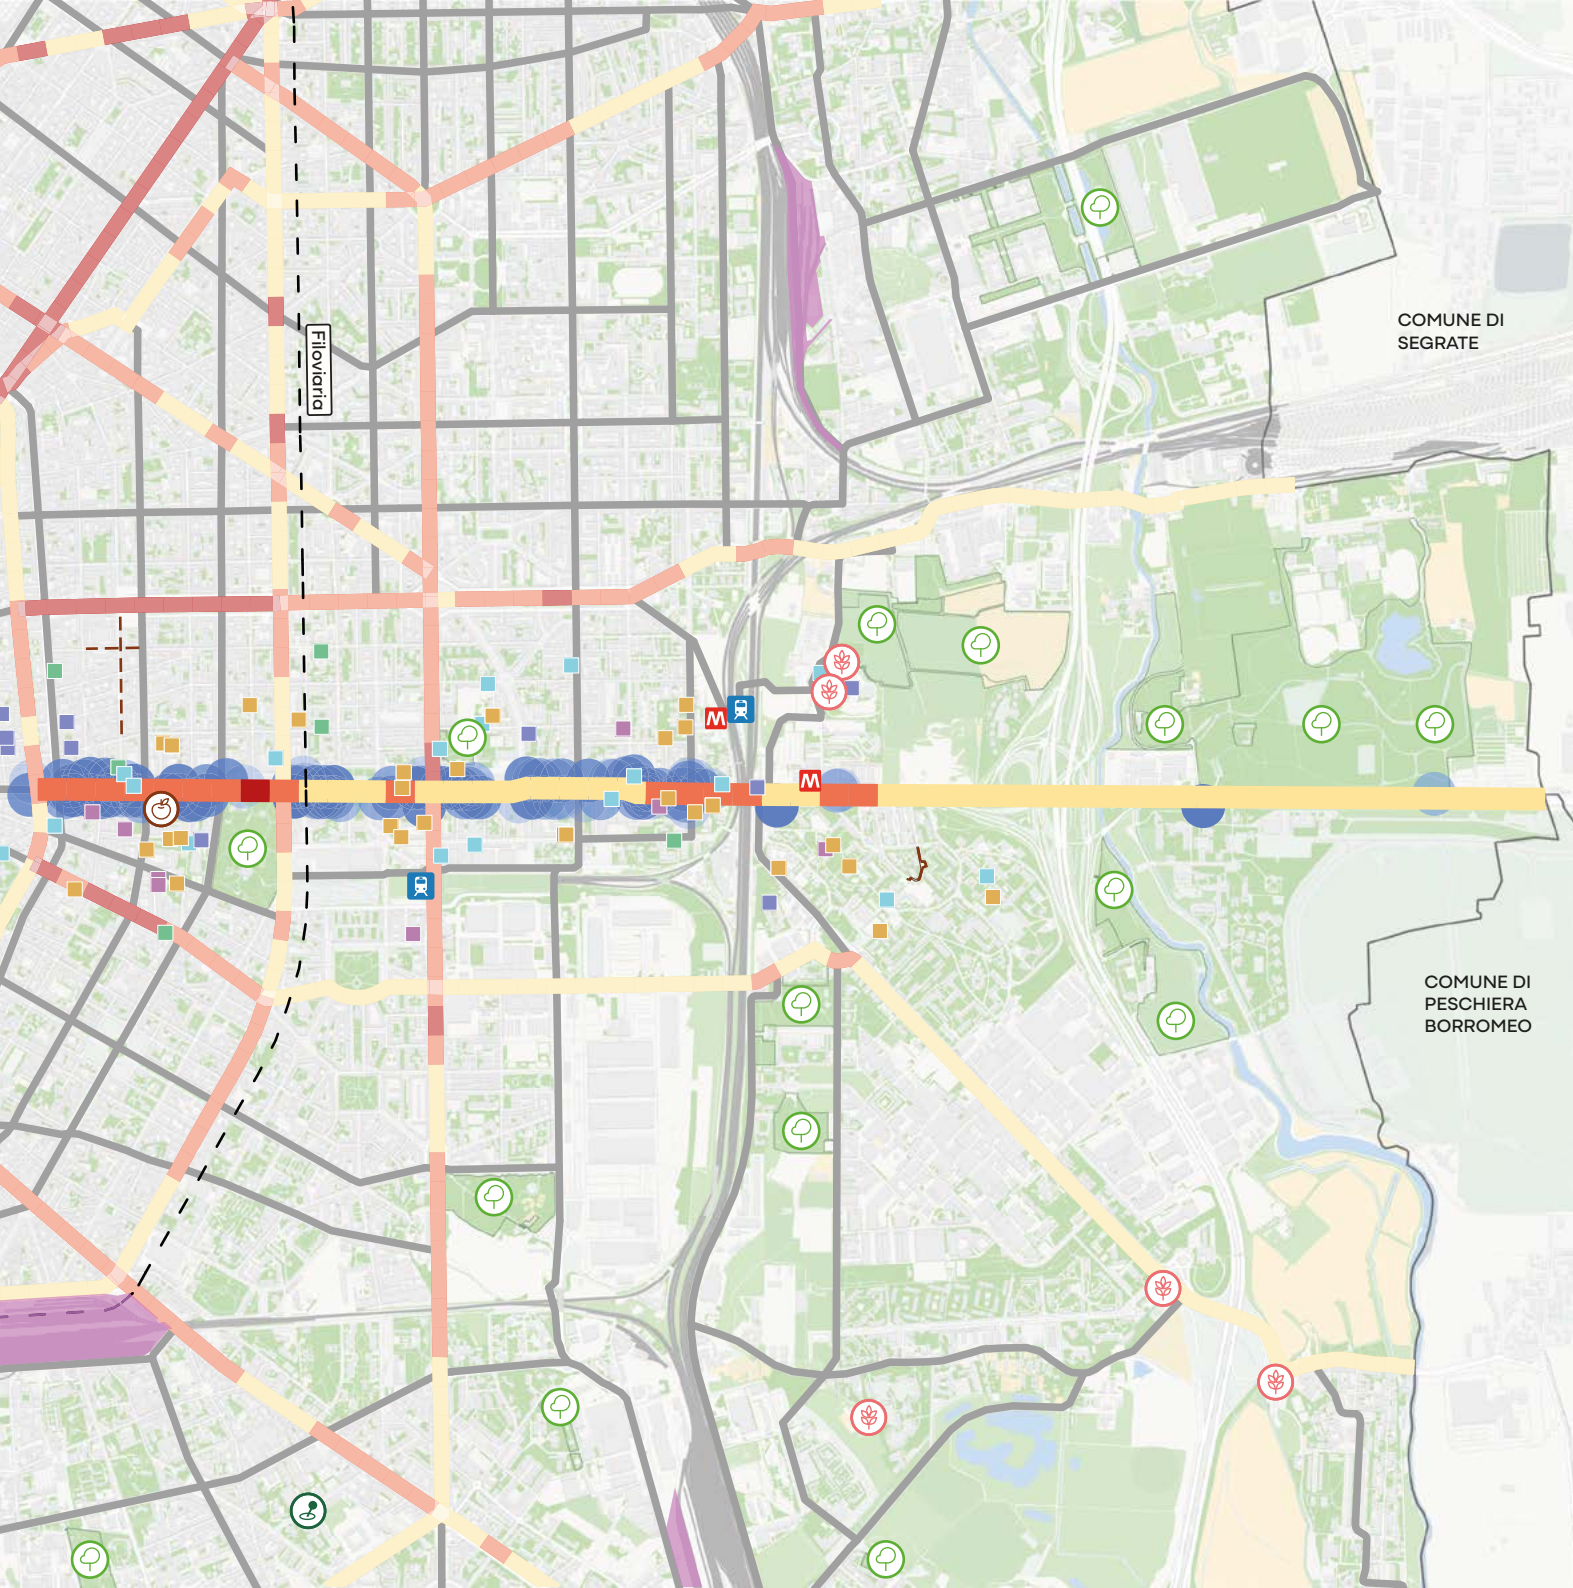 COMUNE DI
SEGRATE
Filoviaria
M
M
COMUNE DI
PESCHIERA
BORROMEO